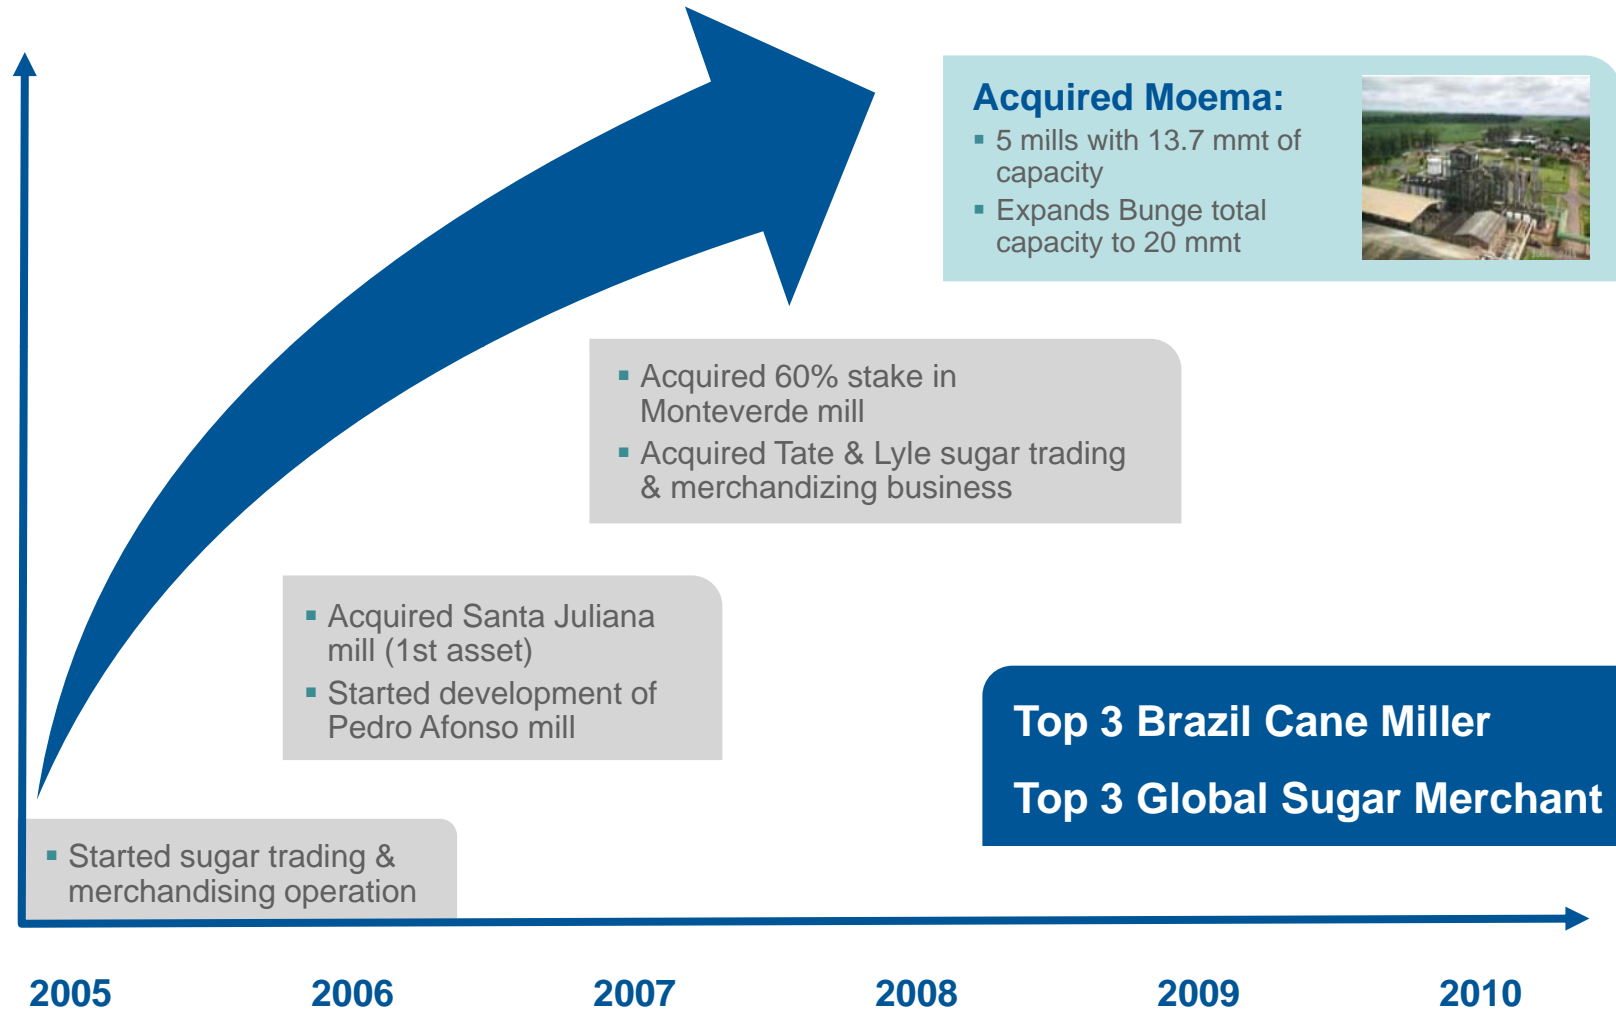 Acquired Moema:
▪ 5 mills with 13.7 mmt of
capacity
▪ Expands Bunge total
capacity to 20 mmt
▪ Acquired 60% stake in
Monteverde mill
▪ Acquired Tate & Lyle sugar trading
& merchandizing business
▪ Acquired Santa Juliana
mill (1st asset)
▪ Started development of
Pedro Afonso mill
Top 3 Brazil Cane Miller
Top 3 Global Sugar Merchant
▪ Started sugar trading &
merchandising operation
2005 2006 2007 2008 2009 2010